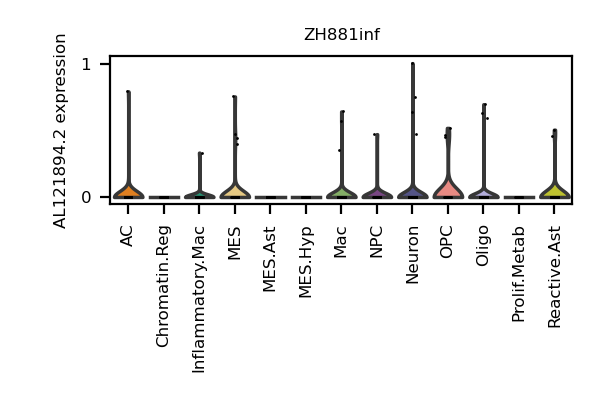 ZH881inf
AL121894.2 expression
1
0
AC
Chromatin.Reg
Inflammatory.Mac
MES
MES.Ast
MES.Hyp
Mac
NPC
Neuron
OPC
Oligo
Prolif.Metab
Reactive.Ast